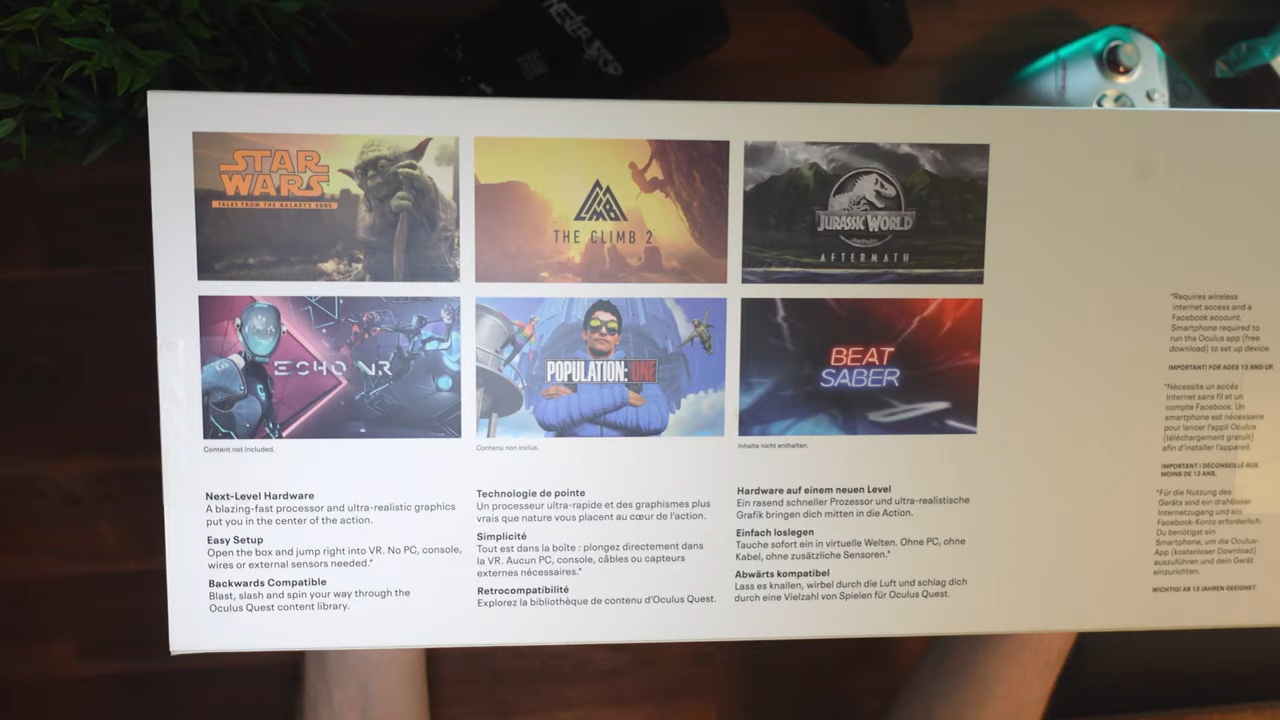 NEVER STOP
STAR
WARS
TALES FROM THE GALAXY'S EDGE
THE CLIMB 2
JURASSIC WORLD
AFTERMATH
ECHO VR
POPULATION: ONE
BEAT
SABER
Content not included.
Contenu non inclus.
Inhalte nicht enthalten.
Next-Level Hardware
A blazing-fast processor and ultra-realistic graphics
put you in the center of the action.
Easy Setup
Open the box and jump right into VR. No PC, console,
wires or external sensors needed.*
Backwards Compatible
Blast, slash and spin your way through the
Oculus Quest content library.
Technologie de pointe
Un processeur ultra-rapide et des graphismes plus
vrais que nature vous placent au cœur de l'action.
Simplicité
Tout est dans la boîte : plongez directement dans
la VR. Aucun PC, console, câbles ou capteurs
externes nécessaires.*
Retrocompatibilité
Explorez la bibliothèque de contenu d'Oculus Quest.
Hardware auf einem neuen Level
Ein rasend schneller Prozessor und ultra-realistische
Grafik bringen dich mitten in die Action.
Einfach loslegen
Tauche sofort ein in virtuelle Welten. Ohne PC, ohne
Kabel, ohne zusätzliche Sensoren.*
Abwärts kompatibel
Lass es knallen, wirbel durch die Luft und schlag dich
durch eine Vielzahl von Spielen für Oculus Quest.
*Requires wireless
internet access and a
Facebook account.
Smartphone required to
run the Oculus app (free
download) to set up device.
IMPORTANT! FOR AGES 13 AND UP.
*Nécessite un accès
Internet sans fil et un
compte Facebook. Un
smartphone est nécessaire
pour lancer l'appli Oculus
(téléchargement gratuit)
afin d'installer l'appareil.
IMPORTANT ! DÉCONSEILLÉ AUX
MOINS DE 13 ANS.
*Für die Nutzung des
Geräts sind ein drahtloser
Internetzugang und ein
Facebook-Konto erforderlich.
Du benötigst ein
Smartphone, um die Oculus-
App (kostenloser Download)
auszuführen und dein Gerät
einzurichten.
WICHTIG! AB 13 JAHREN GEEIGNET.